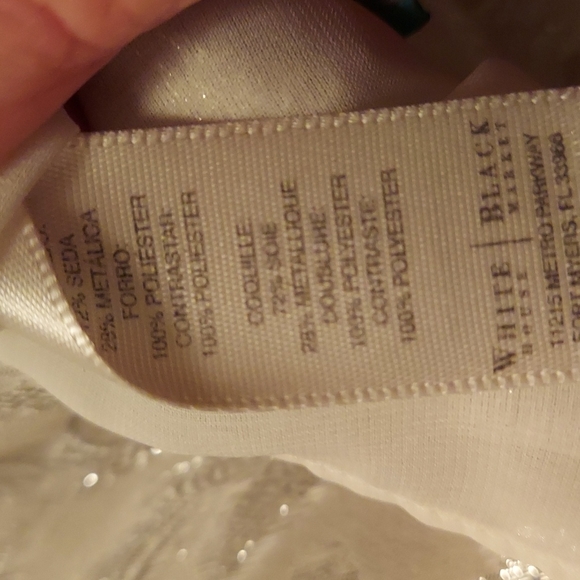 72% SEDA
28% METALICA
FORRO:
100% POLIESTER
CONTRASTAR:
100% POLIESTER
COQUILLE:
72% SOIE
28% METALLIQUE
DOUBLURE:
100% POLYESTER
CONTRASTE:
100% POLYESTER
WHITE | BLACK
HOUSE | MARKET
11215 METRO PARKWAY
FORT MYERS, FL 33966